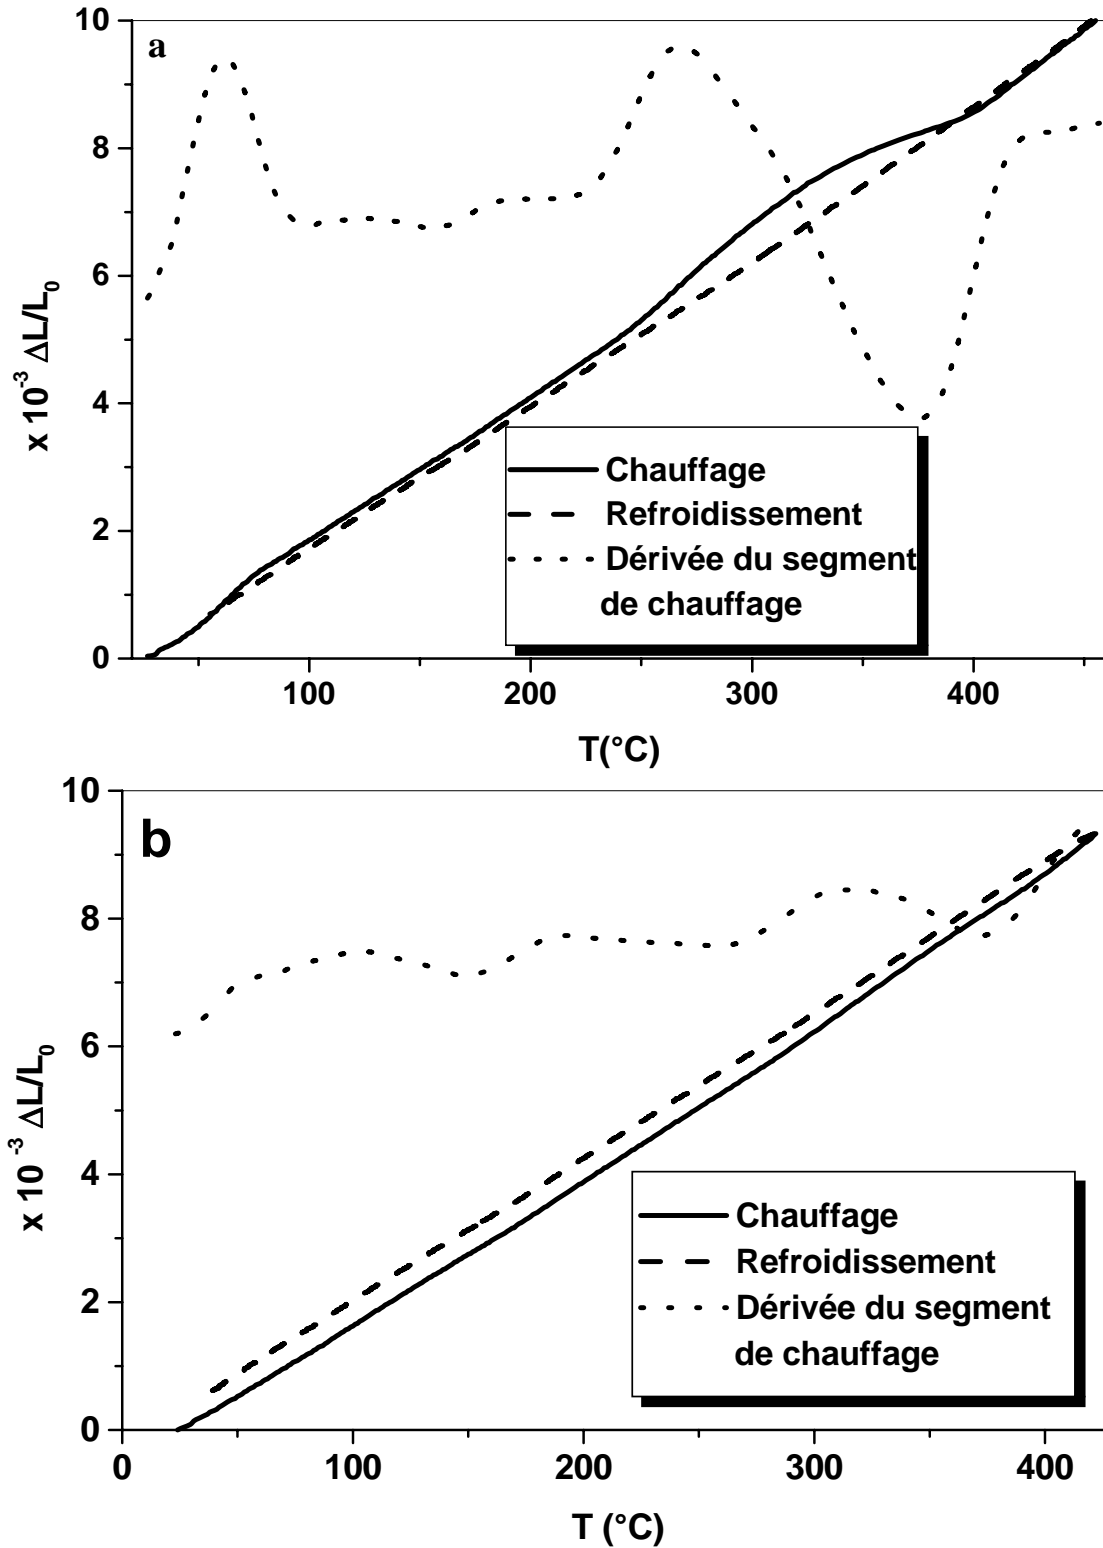 a
10
8
6
4
2
0
x 10⁻³ ΔL/L₀
Chauffage
Refroidissement
Dérivée du segment
de chauffage
100 200 300 400
T(°C)
b
10
8
6
4
2
0
x 10⁻³ ΔL/L₀
Chauffage
Refroidissement
Dérivée du segment
de chauffage
0 100 200 300 400
T (°C)